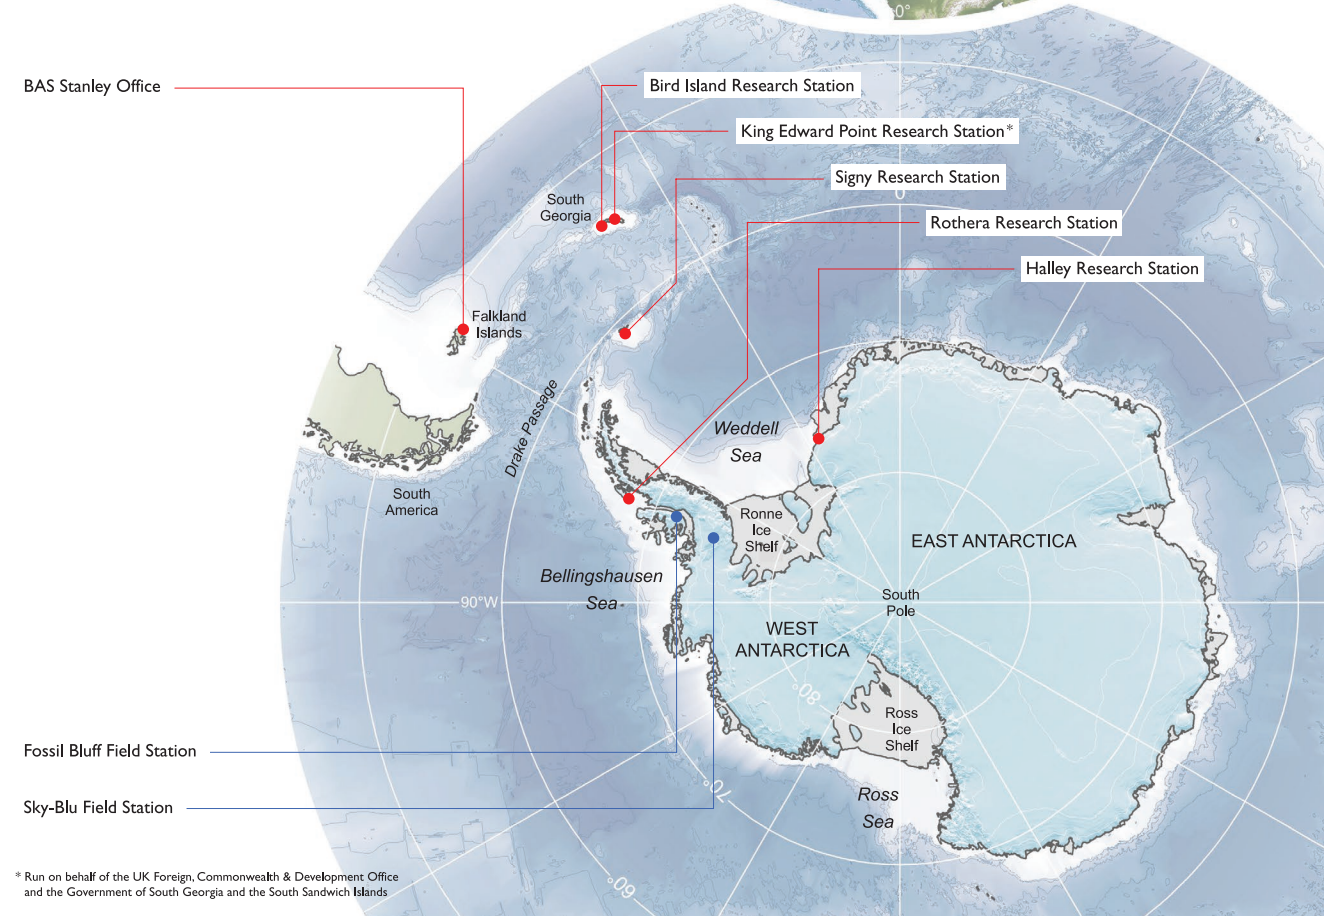 0°
BAS Stanley Office
Bird Island Research Station
King Edward Point Research Station*
Signy Research Station
South
Georgia
0
Rothera Research Station
Halley Research Station
Falkland
Islands
Drake Passage
Weddell
Sea
South
America
Ronne
Ice
Shelf
EAST ANTARCTICA
Bellingshausen
Sea
90°W
South
Pole
WEST
ANTARCTICA
80°
Ross
Ice
Shelf
Fossil Bluff Field Station
70°
Ross
Sea
Sky-Blu Field Station
60°
* Run on behalf of the UK Foreign, Commonwealth & Development Office
and the Government of South Georgia and the South Sandwich Islands